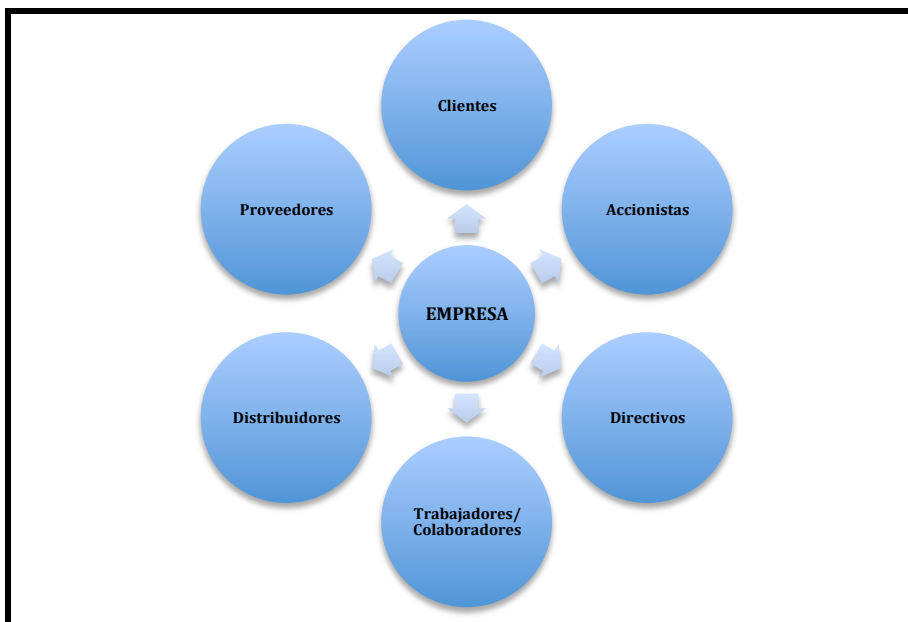 Clientes
Proveedores
Accionistas
EMPRESA
Distribuidores
Directivos
Trabajadores/
Colaboradores